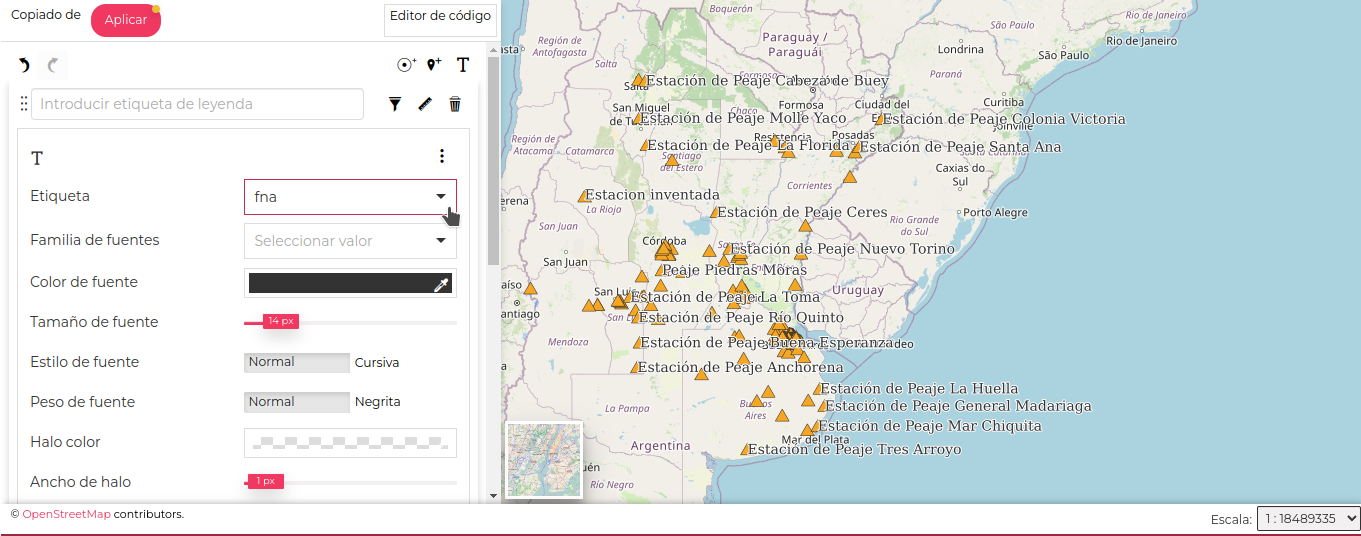 Copiado de
Aplicar
Editor de código
T
Introducir etiqueta de leyenda
T
Etiqueta
fna
Familia de fuentes
Seleccionar valor
Color de fuente
Tamaño de fuente
14 px
Estilo de fuente
Normal
Cursiva
Peso de fuente
Normal
Negrita
Halo color
Ancho de halo
1 px
Boquerón
Región de
Antofagasta
Salta
Paraguay /
Paraguái
São Paulo
Rio de Janeiro
Rio de Janeiro
Londrina
São Paulo
Paraná
Estación de Peaje Cabeza de Buey
Salta
Formosa
Ciudad del
Curitiba
San Miguel
Estación de Peaje Molle Yaco
Chaco
Estación de Peaje Colonia Victoria
Joinville
Región de
Atacama
Catamarca
Resistencia
Posadas
Santa Catarina
Estación de Peaje La Florida
Estación de Peaje Santa Ana
Santiago
del Estero
Caxias do
Sul
Corrientes
Estacion inventada
La Rioja
Estación de Peaje Ceres
Porto Alegre
San Juan
Rio Grande
do Sul
Córdoba
Estación de Peaje Nuevo Torino
San Juan
Peaje Piedras Moras
Uruguay
San Luis
Estación de Peaje La Toma
Santiago
Estación de Peaje Río Quinto
Mendoza
Estación de Peaje Buena Esperanza
Estación de Peaje Anchorena
La Pampa
Buenos
Aires
Estación de Peaje La Huella
Estación de Peaje General Madariaga
Estación de Peaje Mar Chiquita
Mar del Plata
Argentina
Estación de Peaje Tres Arroyo
Río Negro
© OpenStreetMap contributors.
Escala:
1 : 18489335